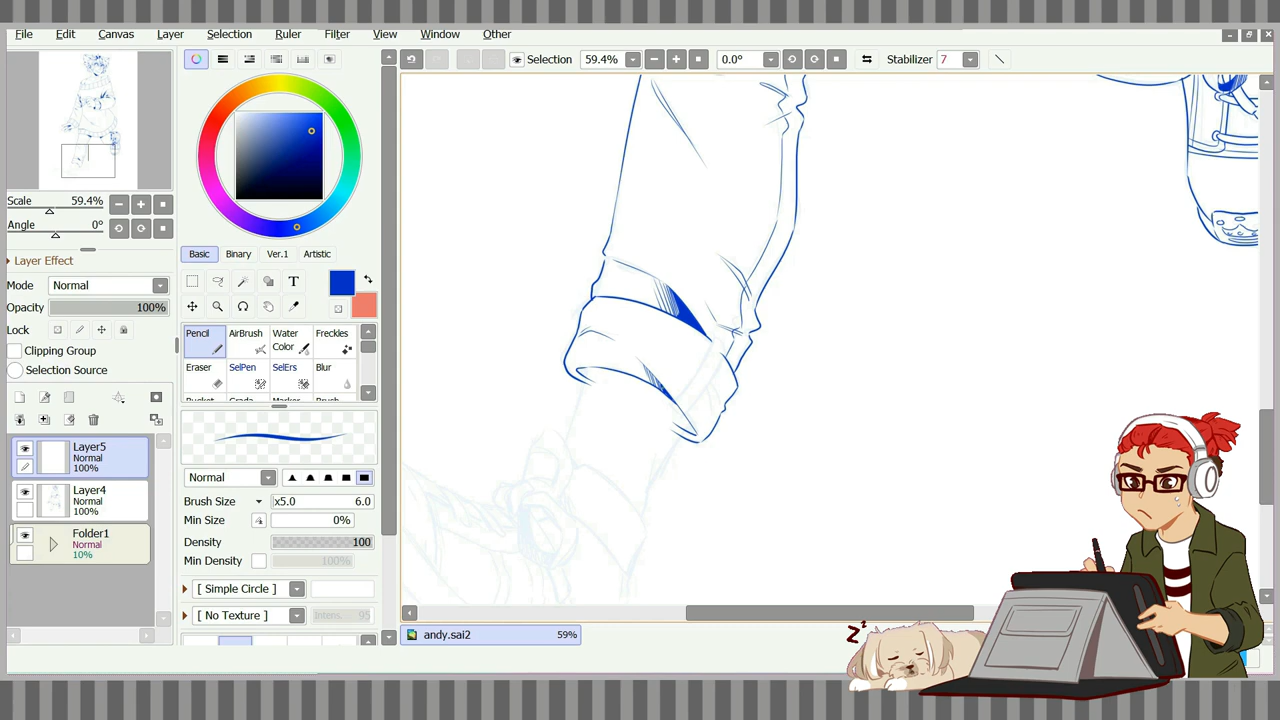 File Edit Canvas Layer Selection Ruler Filter View Window Other
Selection 59.4% 0.0° Stabilizer 7
Scale 59.4%
Angle 0°
Layer Effect
Mode Normal
Opacity 100%
Lock
Clipping Group
Selection Source
Layer5
Normal
100%
Layer4
Normal
100%
Folder1
Normal
10%
Basic Binary Ver.1 Artistic
T
Pencil AirBrush Water Color Freckles
Eraser SelPen SelErs Blur
Bucket Grada Marker Brush
Normal
Brush Size x5.0 6.0
Min Size 0%
Density 100
Min Density 100%
[ Simple Circle ]
[ No Texture ] Intens. 95
andy.sai2 59%
Zz